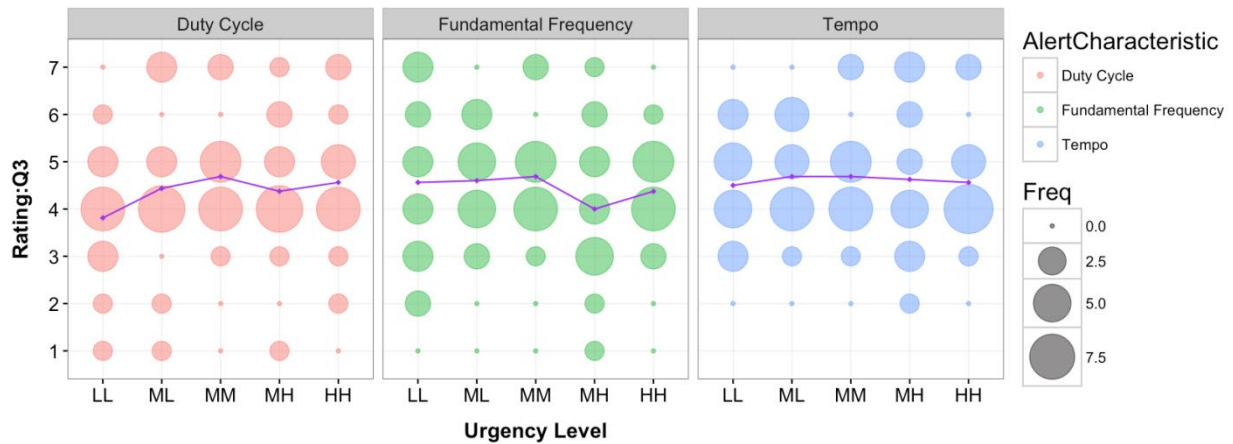 Duty Cycle
Fundamental Frequency
Tempo
Rating:Q3
7
6
5
4
3
2
1
LL ML MM MH HH
LL ML MM MH HH
LL ML MM MH HH
Urgency Level
AlertCharacteristic
Duty Cycle
Fundamental Frequency
Tempo
Freq
0.0
2.5
5.0
7.5